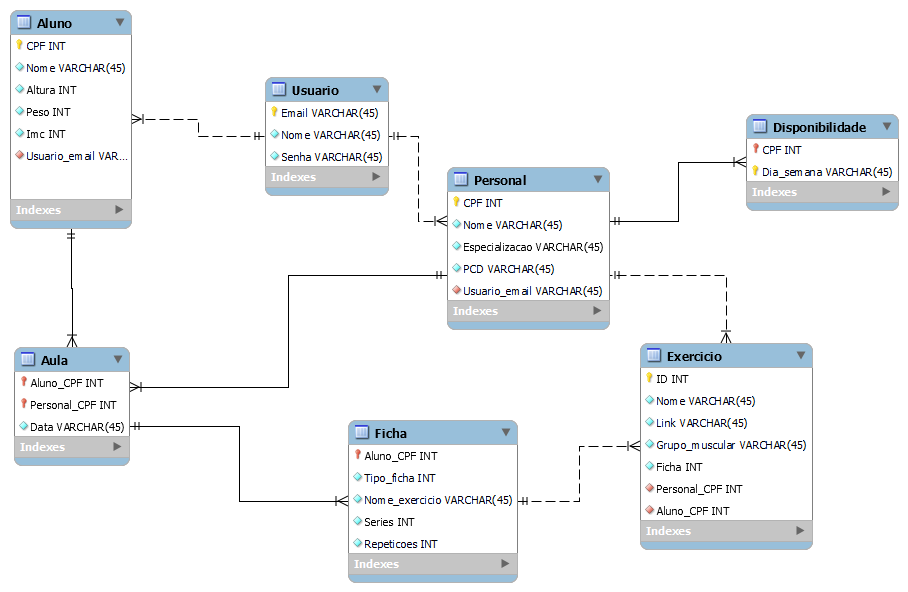 Aluno
CPF INT
Nome VARCHAR(45)
Altura INT
Peso INT
Imc INT
Usuario_email VAR...
Indexes
Usuario
Email VARCHAR(45)
Nome VARCHAR(45)
Senha VARCHAR(45)
Indexes
Personal
CPF INT
Nome VARCHAR(45)
Especializacao VARCHAR(45)
PCD VARCHAR(45)
Usuario_email VARCHAR(45)
Indexes
Disponibilidade
CPF INT
Dia_semana VARCHAR(45)
Indexes
Aula
Aluno_CPF INT
Personal_CPF INT
Data VARCHAR(45)
Indexes
Ficha
Aluno_CPF INT
Tipo_ficha INT
Nome_exercicio VARCHAR(45)
Series INT
Repeticoes INT
Indexes
Exercicio
ID INT
Nome VARCHAR(45)
Link VARCHAR(45)
Grupo_muscular VARCHAR(45)
Ficha INT
Personal_CPF INT
Aluno_CPF INT
Indexes